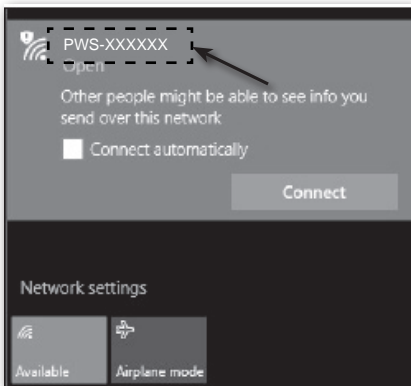 PWS-XXXXXX
Open
Other people might be able to see info you
send over this network
Connect automatically
Connect
Network settings
Available
Airplane mode